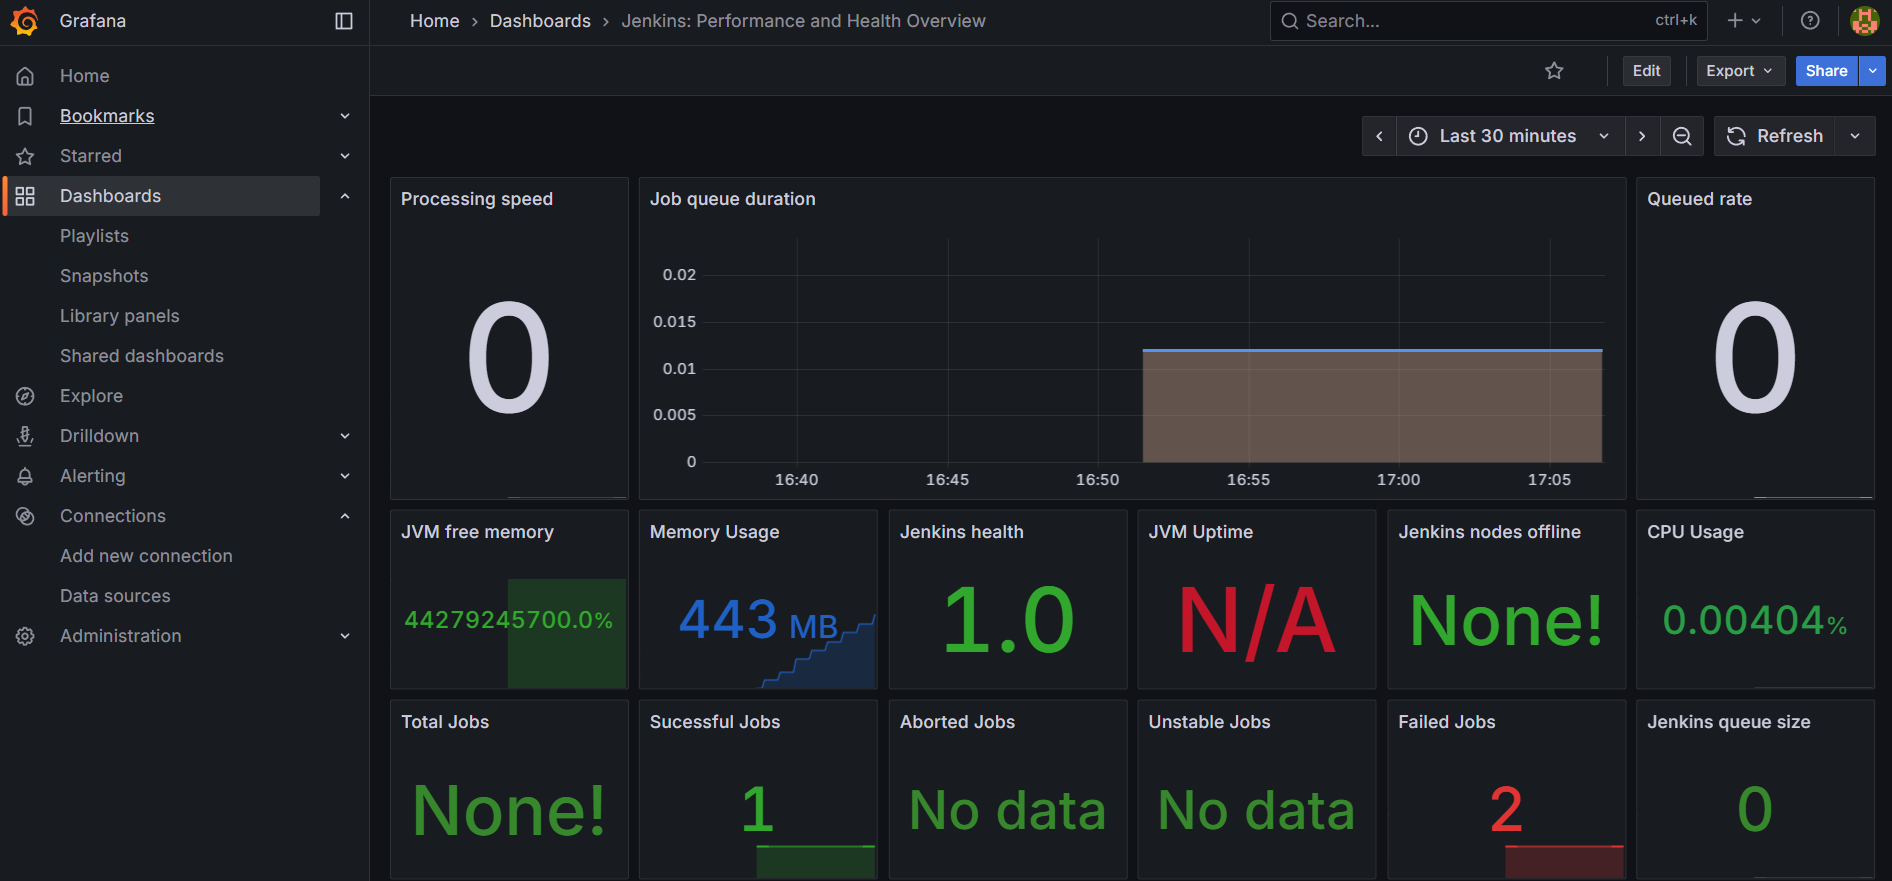 Grafana
Home › Dashboards › Jenkins: Performance and Health Overview
Search... ctrl+k
Home
Bookmarks
Starred
Dashboards
Playlists
Snapshots
Library panels
Shared dashboards
Explore
Drilldown
Alerting
Connections
Add new connection
Data sources
Administration
Edit
Export
Share
Last 30 minutes
Refresh
Processing speed
0
Job queue duration
0.02
0.015
0.01
0.005
0
16:40 16:45 16:50 16:55 17:00 17:05
Queued rate
0
JVM free memory
44279245700.0%
Memory Usage
443 MB
Jenkins health
1.0
JVM Uptime
N/A
Jenkins nodes offline
None!
CPU Usage
0.00404%
Total Jobs
None!
Sucessful Jobs
1
Aborted Jobs
No data
Unstable Jobs
No data
Failed Jobs
2
Jenkins queue size
0